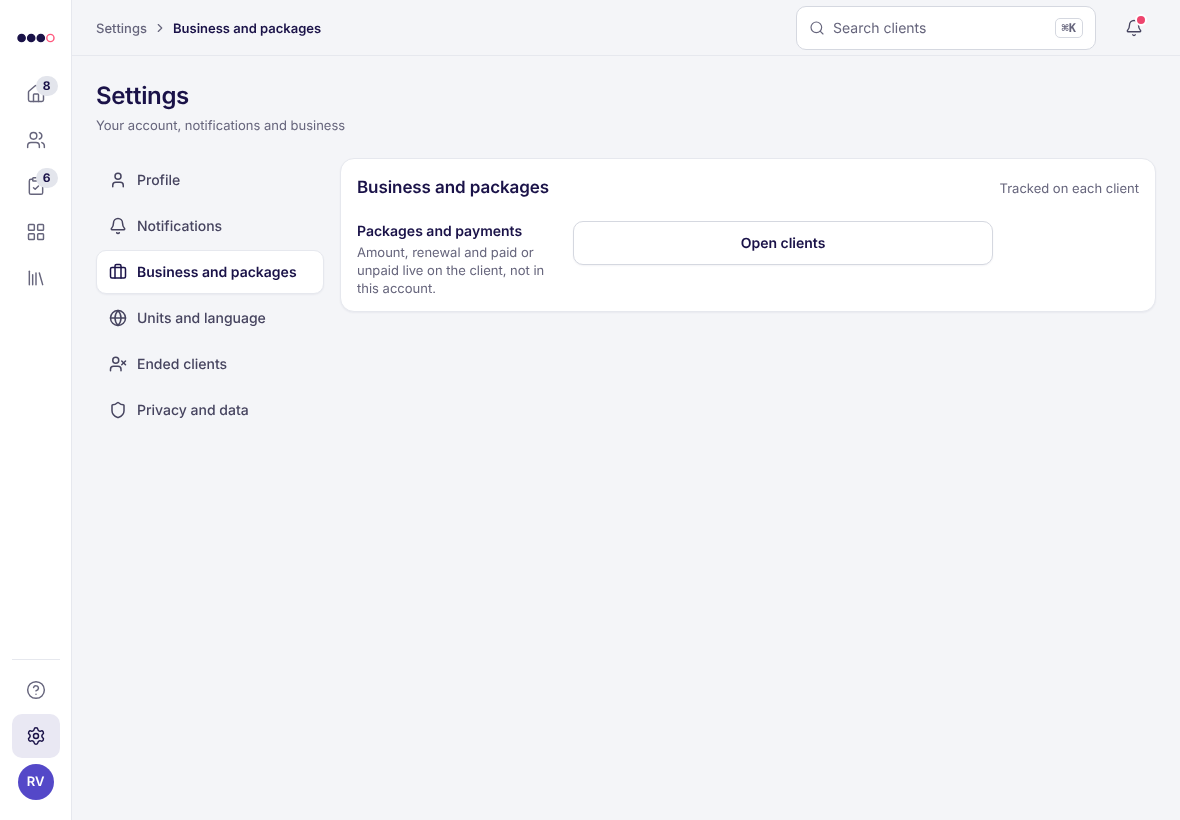 Settings > Business and packages
Search clients
⌘K
8
6
Settings
Your account, notifications and business
Profile
Notifications
Business and packages
Units and language
Ended clients
Privacy and data
Business and packages
Tracked on each client
Packages and payments
Amount, renewal and paid or
unpaid live on the client, not in
this account.
Open clients
RV